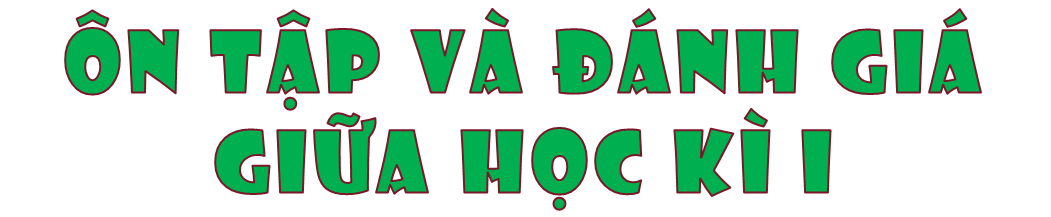 ÔN TẬP VÀ ĐÁNH GIÁ
GIỮA HỌC KÌ I